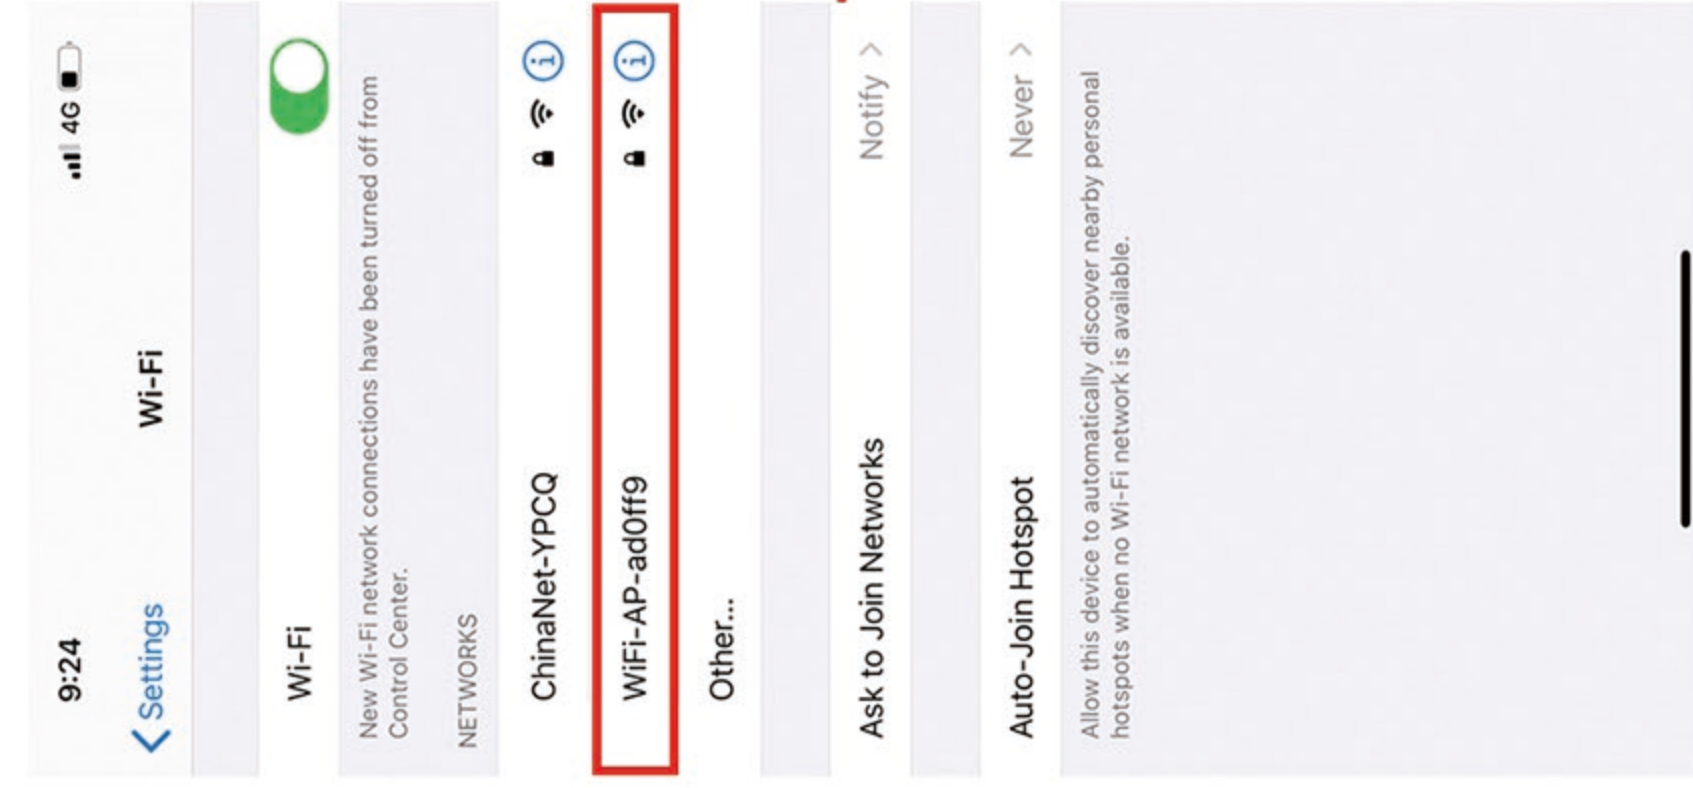 9:24 4G
Settings Wi-Fi
Wi-Fi
New Wi-Fi network connections have been turned off from
Control Center.
NETWORKS
ChinaNet-YPCQ
WiFi-AP-ad0ff9
Other...
Ask to Join Networks Notify
Auto-Join Hotspot Never
Allow this device to automatically discover nearby personal
hotspots when no Wi-Fi network is available.